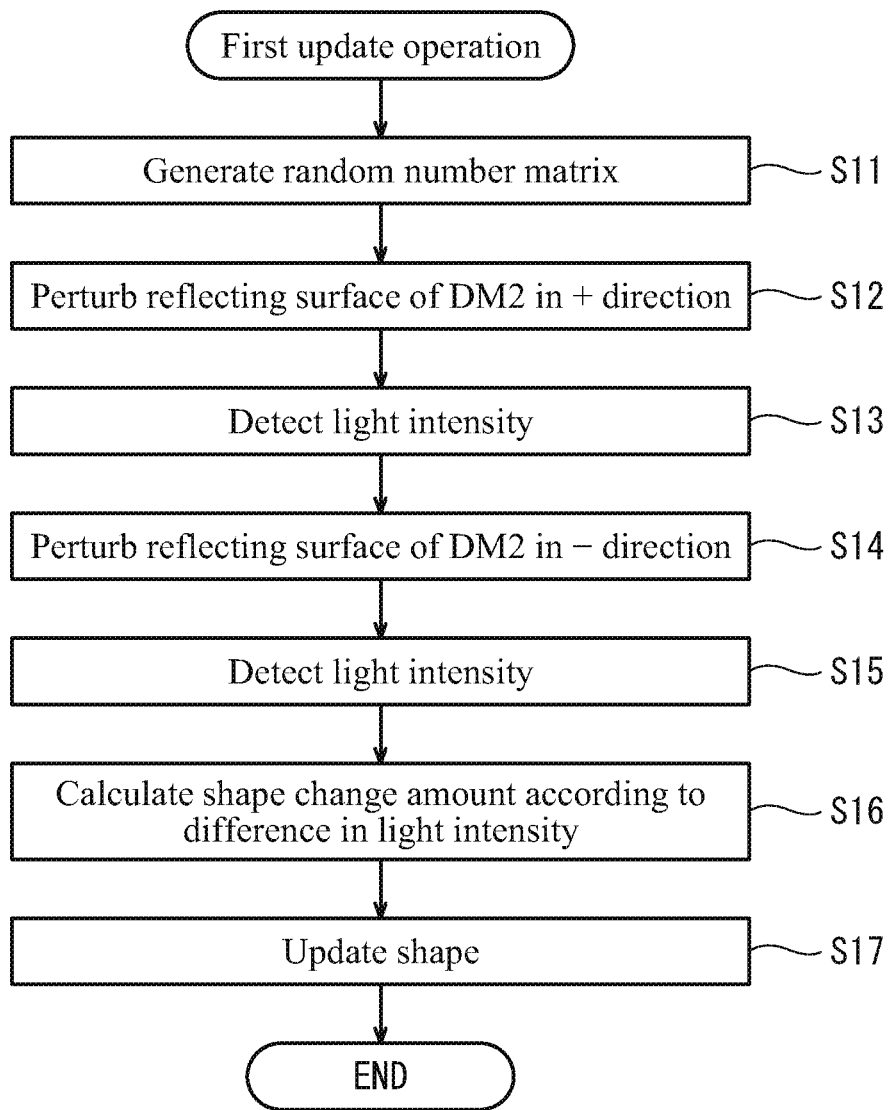 First update operation
Generate random number matrix
S11
Perturb reflecting surface of DM2 in + direction
S12
Detect light intensity
S13
Perturb reflecting surface of DM2 in − direction
S14
Detect light intensity
S15
Calculate shape change amount according to
difference in light intensity
S16
Update shape
S17
END